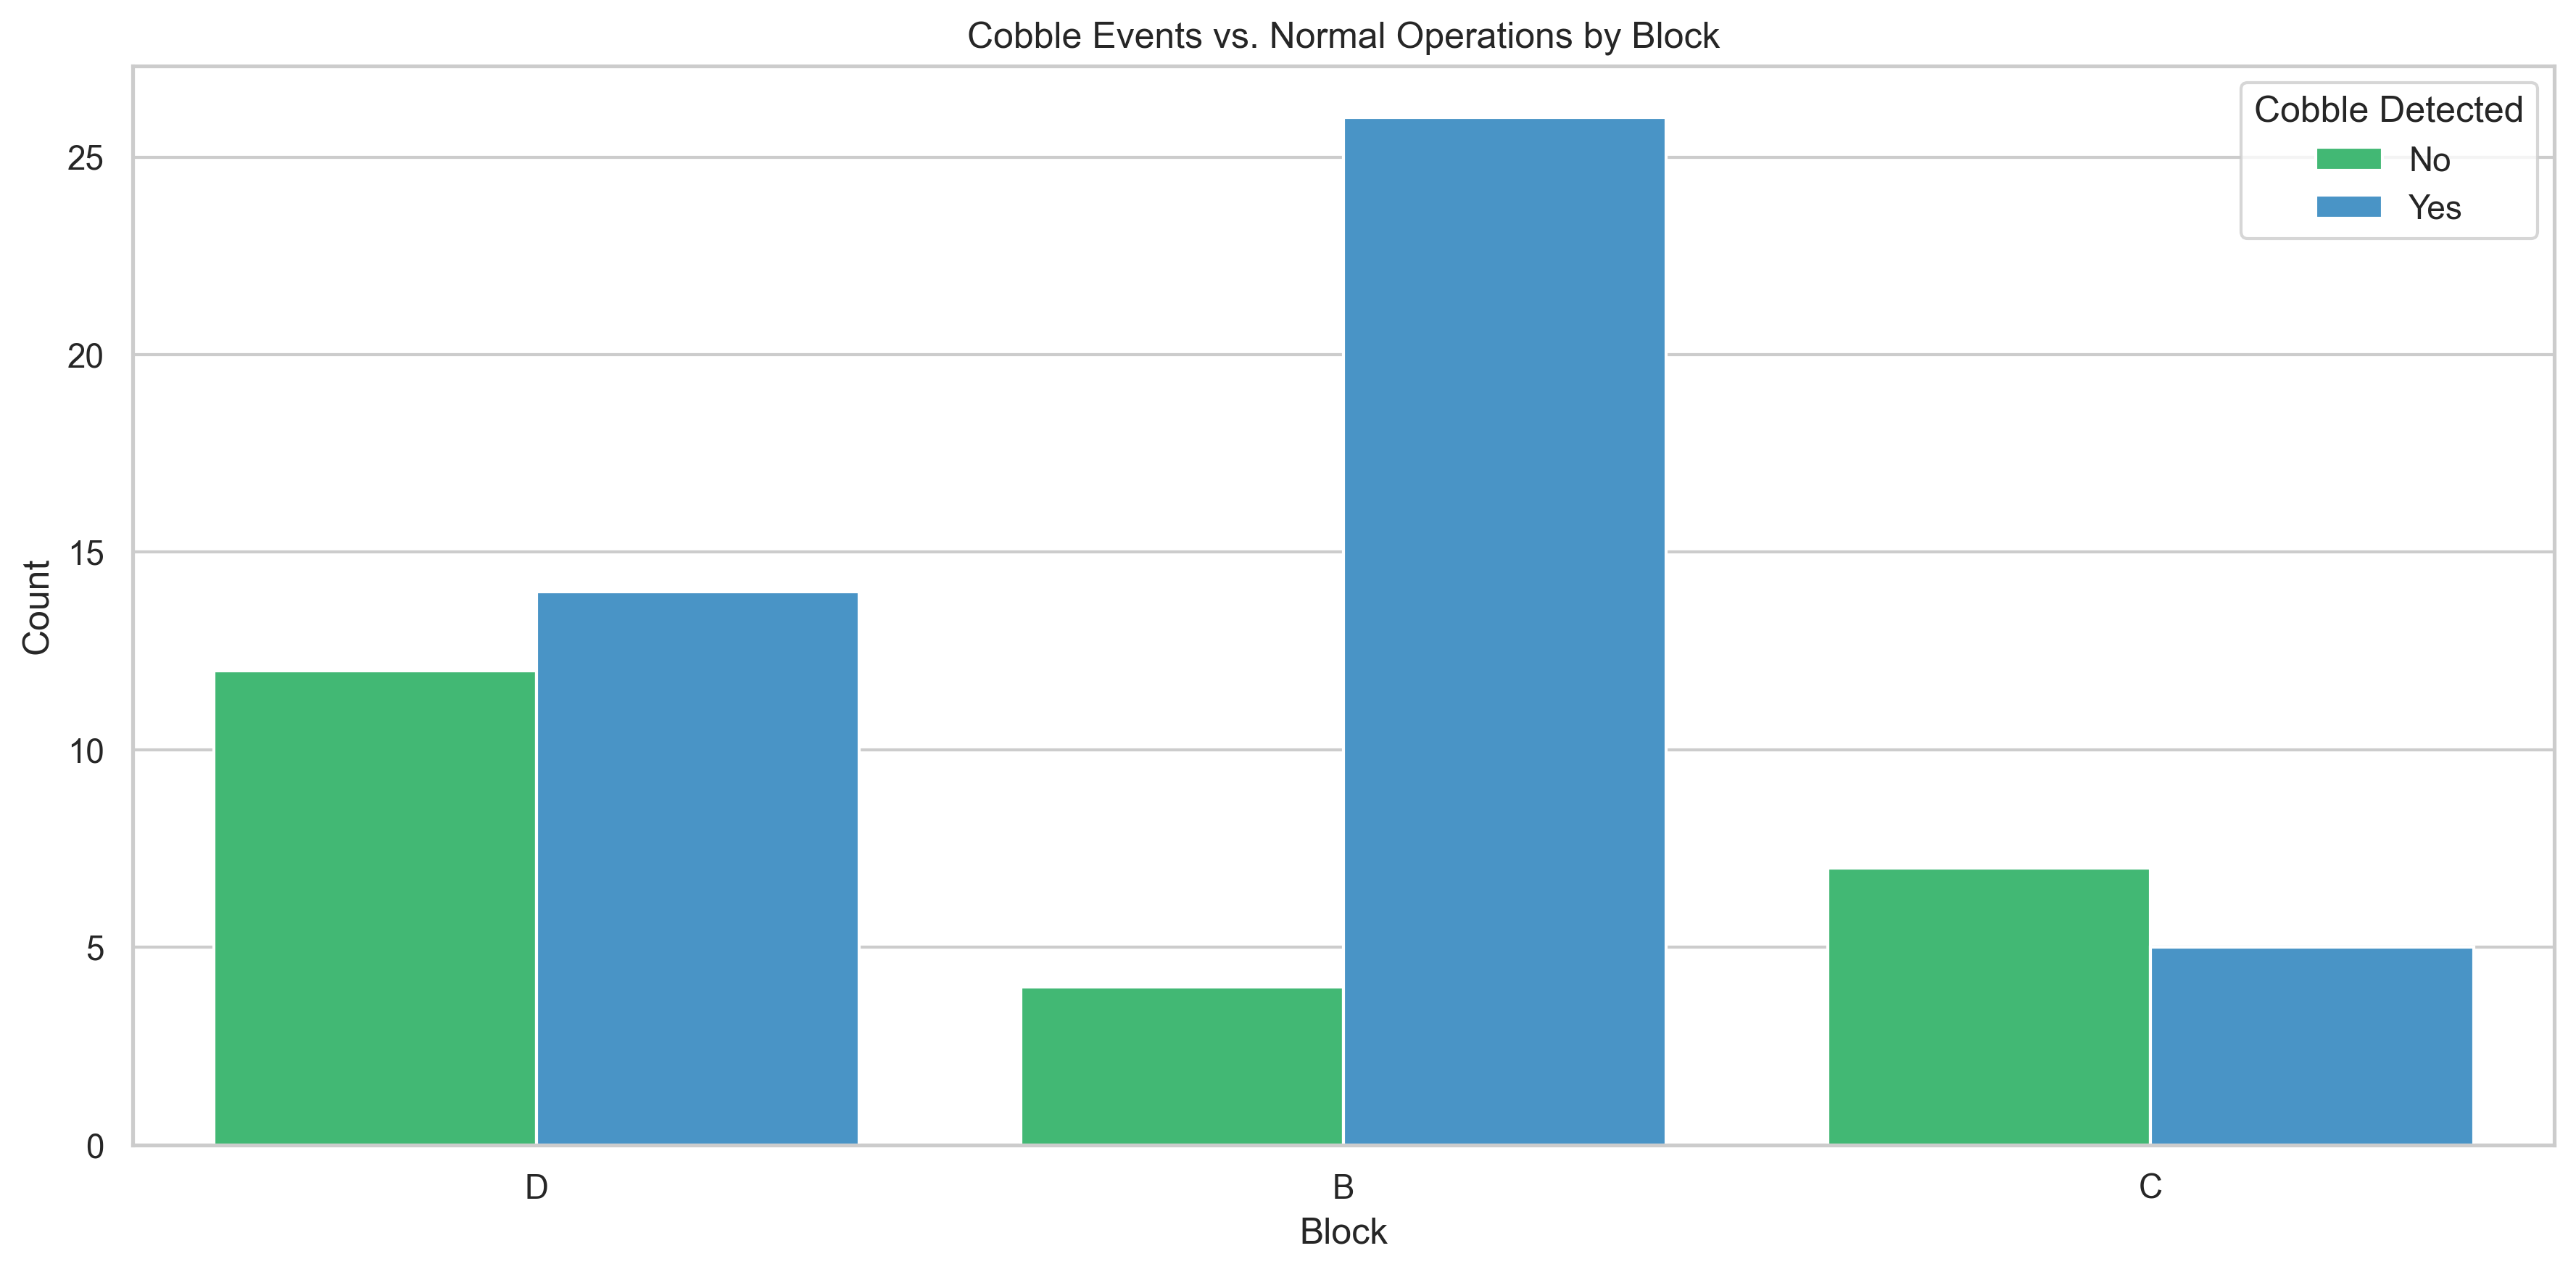 Cobble Events vs. Normal Operations by Block
Cobble Detected
No
Yes
25
20
15
10
5
0
Count
D
B
C
Block